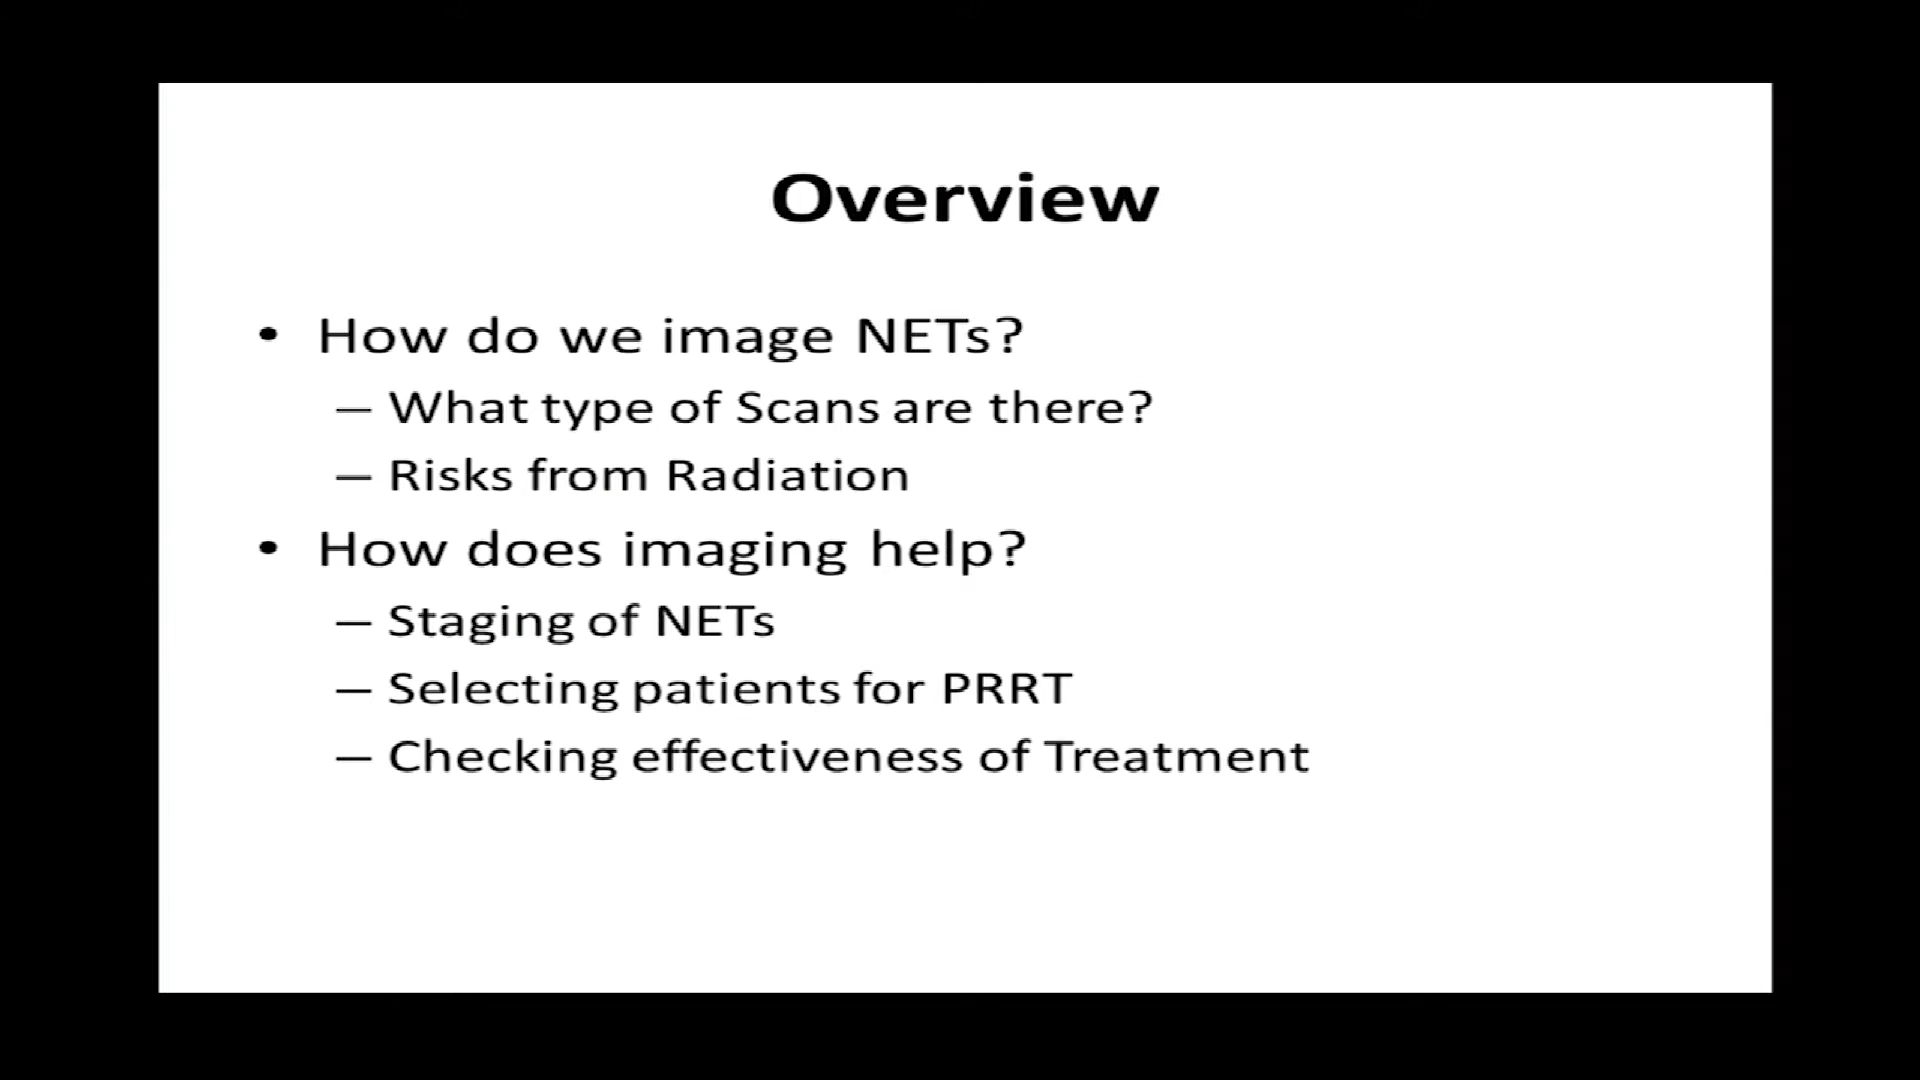 Overview
• How do we image NETs?
– What type of Scans are there?
– Risks from Radiation
• How does imaging help?
– Staging of NETs
– Selecting patients for PRRT
– Checking effectiveness of Treatment